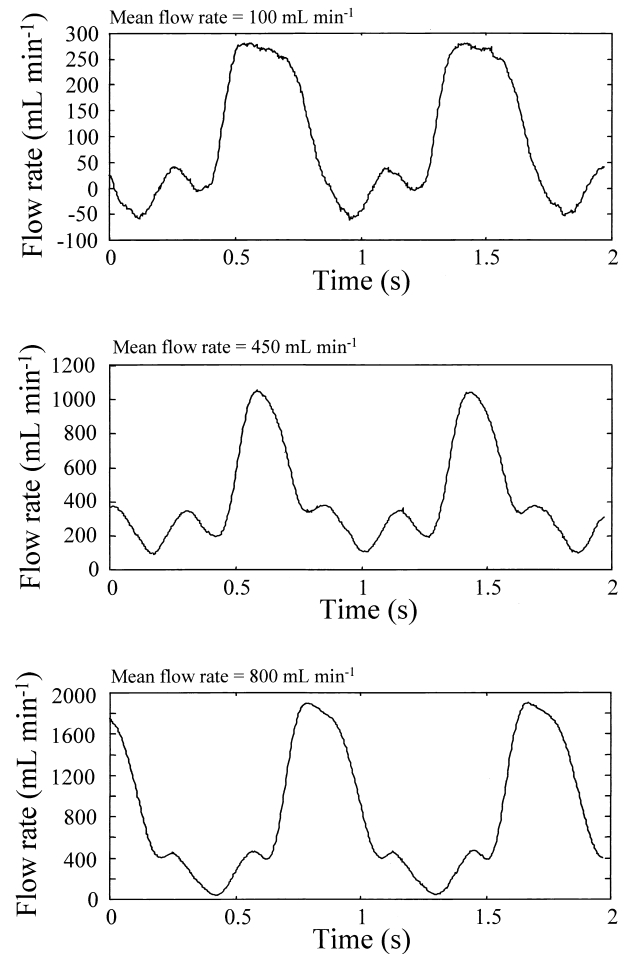 Mean flow rate = 100 mL min-1
Flow rate (mL min-1)
300
250
200
150
100
50
0
-50
-100
0 0.5 1 1.5 2
Time (s)
Mean flow rate = 450 mL min-1
Flow rate (mL min-1)
1200
1000
800
600
400
200
0
0 0.5 1 1.5 2
Time (s)
Mean flow rate = 800 mL min-1
Flow rate (mL min-1)
2000
1600
1200
800
400
0
0 0.5 1 1.5 2
Time (s)